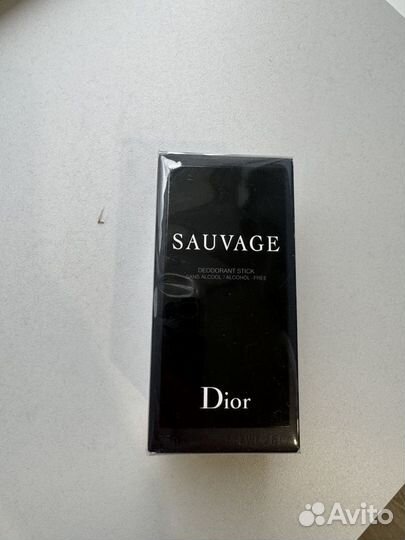 SAUVAGE
DEODORANT STICK
SANS ALCOOL / ALCOHOL - FREE
Dior
Avito